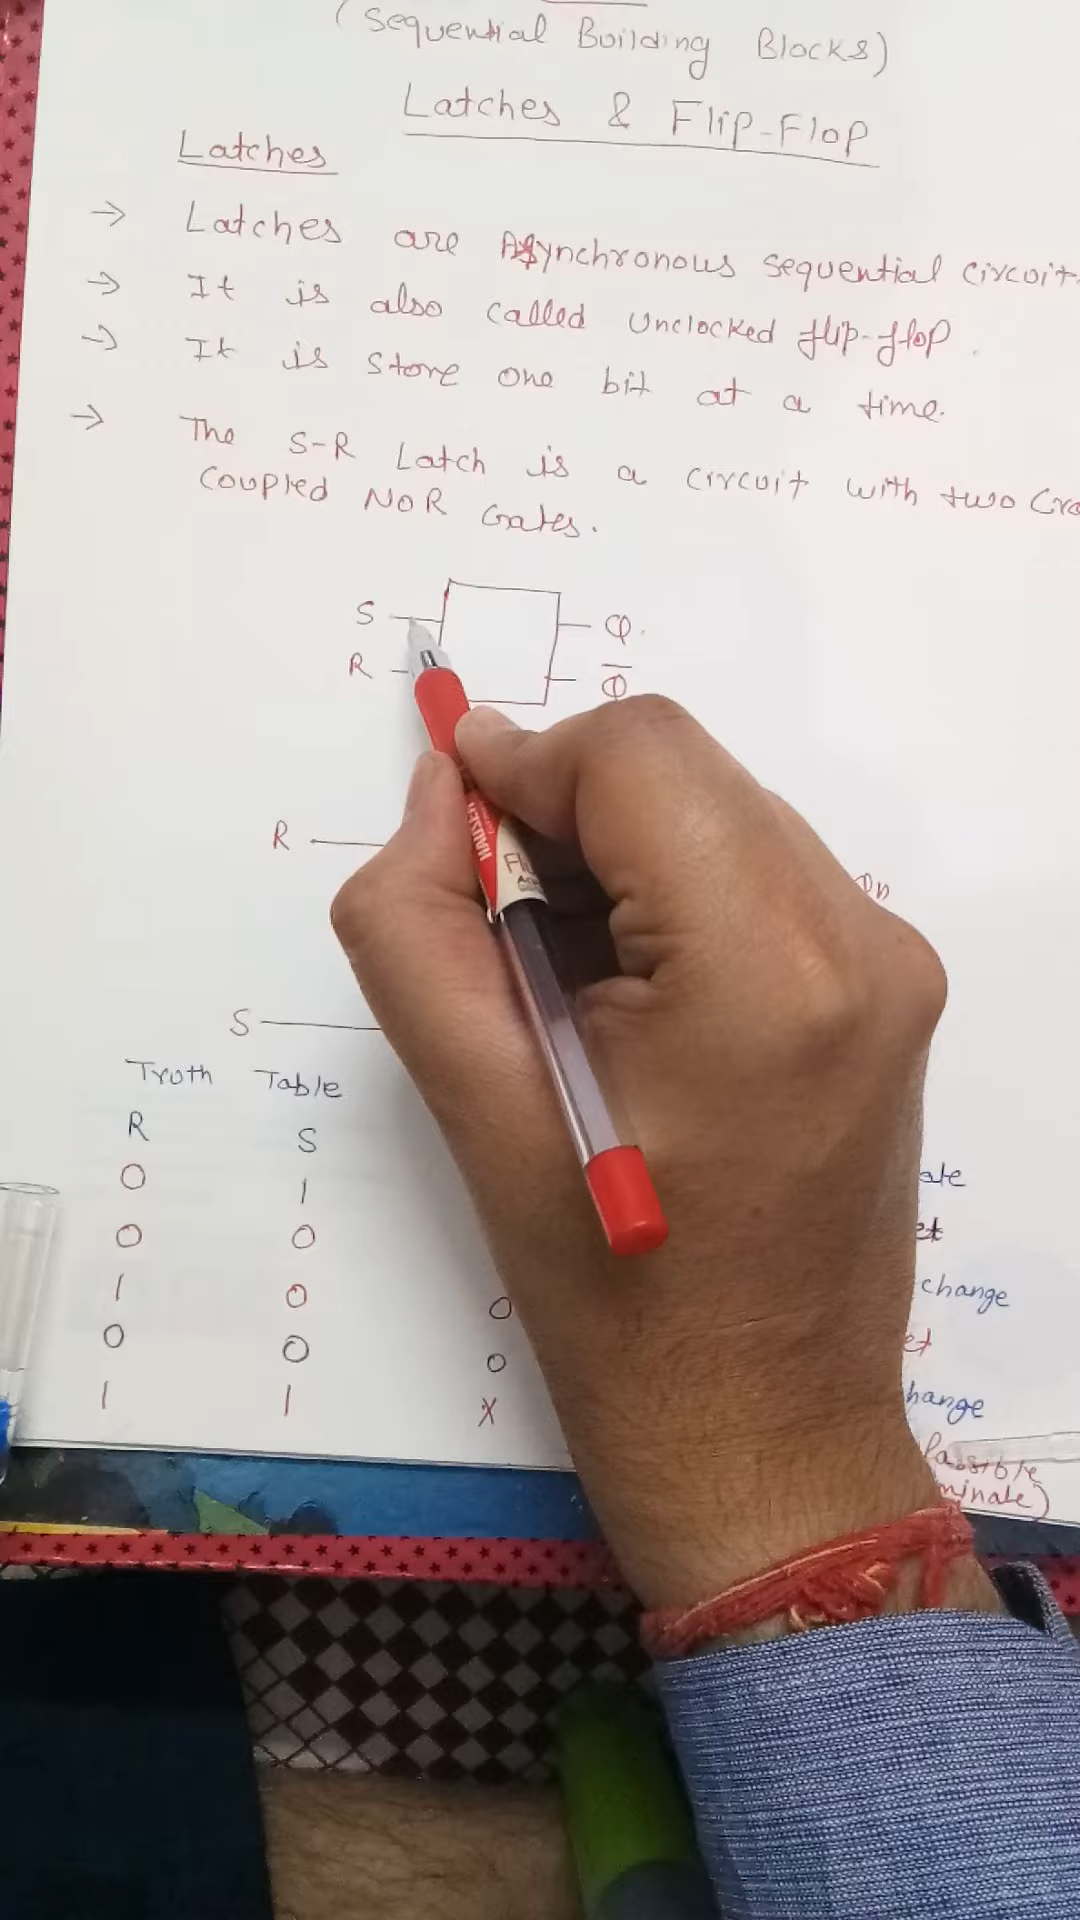 (Sequential Building Blocks)
Latches & Flip-Flop
Latches
→ Latches are Asynchronous sequential circuit.
→ It is also called unclocked flip-flop.
→ It is store one bit at a time.
→ The S-R Latch is a circuit with two
coupled NOR Gates.
S Q
R Q̅
R
S
Truth Table
R S
0 1
0 0
1 0 0 change
0 0 0
1 1 X
HAUSER